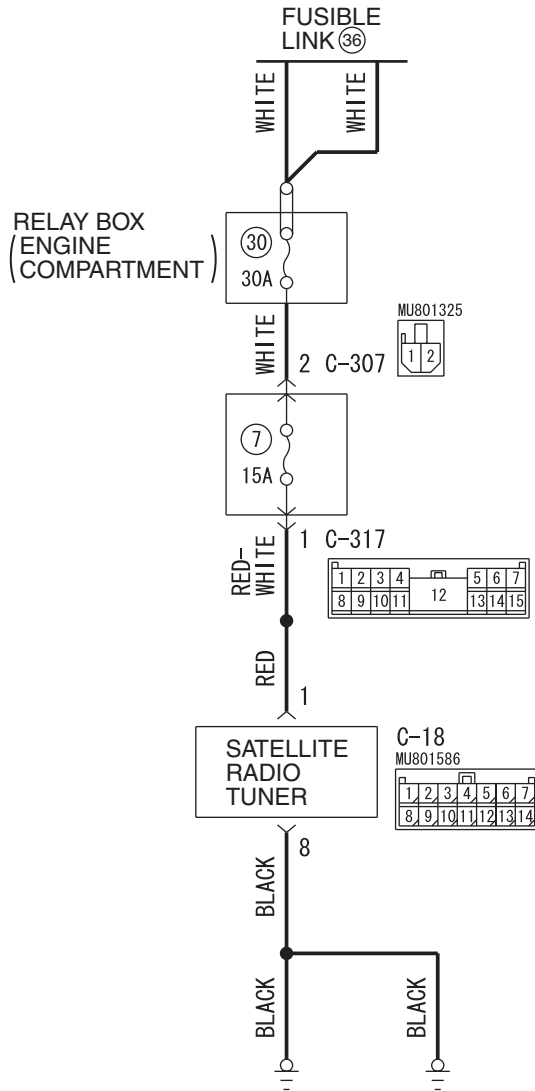 FUSIBLE
LINK 36
WHITE
WHITE
RELAY BOX
(ENGINE
COMPARTMENT)
30
30A
WHITE
2 C-307
MU801325
1 2
7
15A
1 C-317
RED-
WHITE
1 2 3 4 5 6 7
8 9 10 11 12 13 14 15
RED
1
SATELLITE
RADIO
TUNER
C-18
MU801586
1 2 3 4 5 6 7
8 9 10 11 12 13 14
8
BLACK
BLACK
BLACK